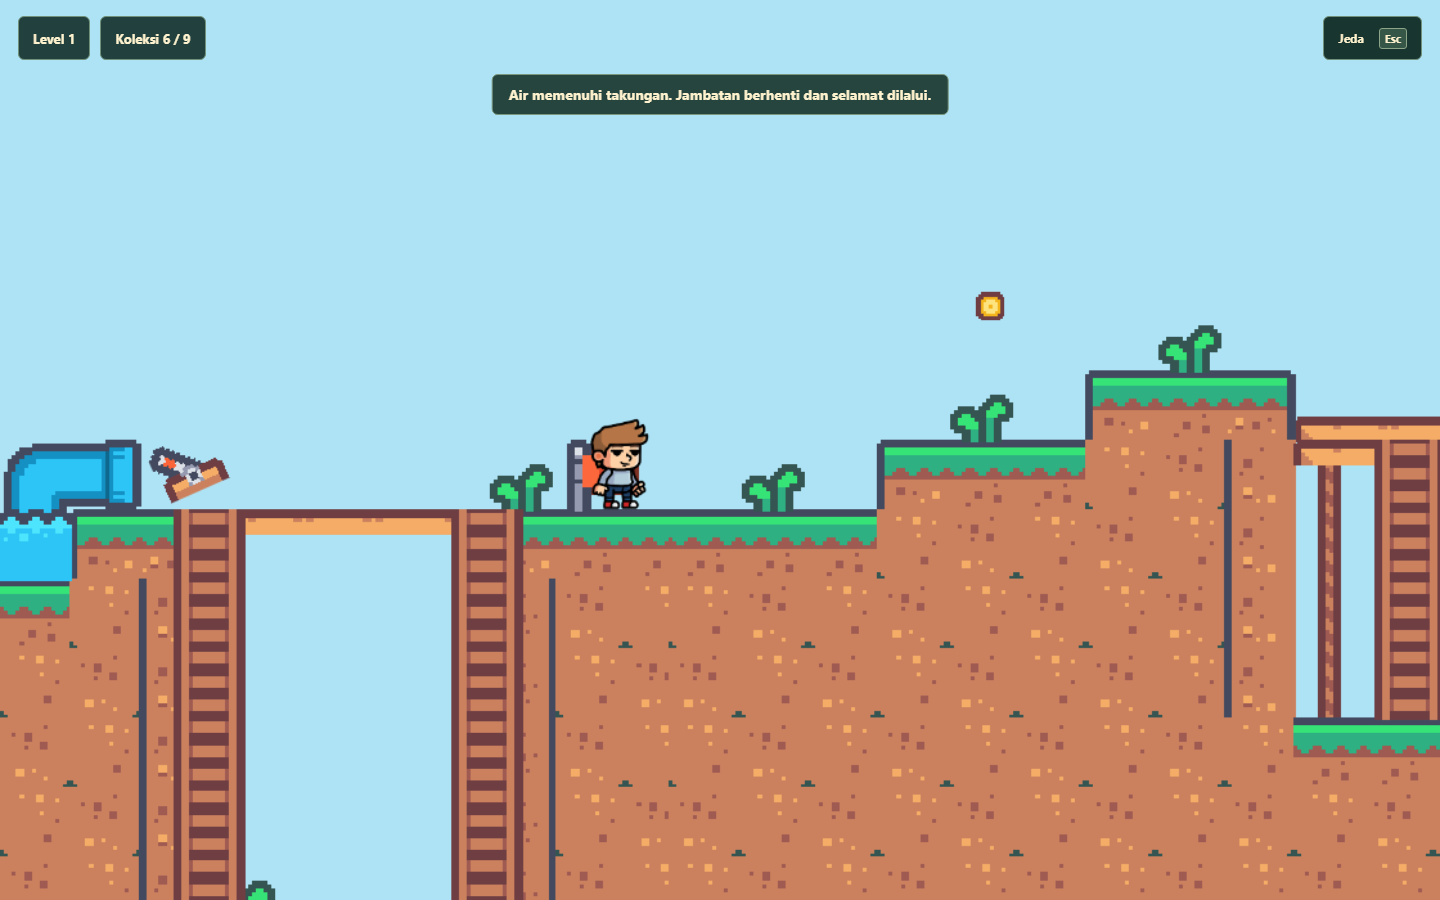 Level 1
Koleksi 6 / 9
Jeda Esc
Air memenuhi takungan. Jambatan berhenti dan selamat dilalui.